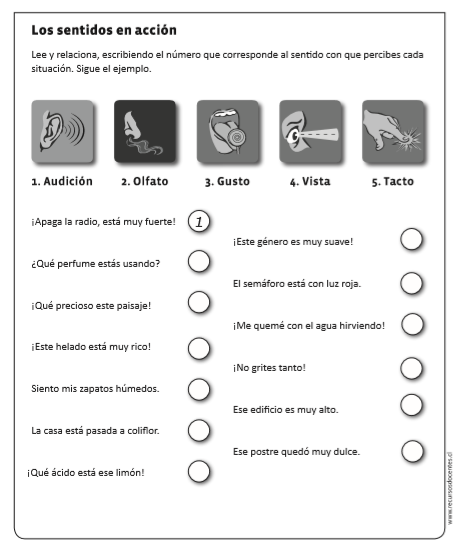 Los sentidos en acción
Lee y relaciona, escribiendo el número que corresponde al sentido con que percibes cada
situación. Sigue el ejemplo.
1. Audición
2. Olfato
3. Gusto
4. Vista
5. Tacto
¡Apaga la radio, está muy fuerte!
1
¿Qué perfume estás usando?
¡Qué precioso este paisaje!
¡Este helado está muy rico!
Siento mis zapatos húmedos.
La casa está pasada a coliflor.
¡Qué ácido está ese limón!
¡Este género es muy suave!
El semáforo está con luz roja.
¡Me quemé con el agua hirviendo!
¡No grites tanto!
Ese edificio es muy alto.
Ese postre quedó muy dulce.
www.recursosdocentes.cl